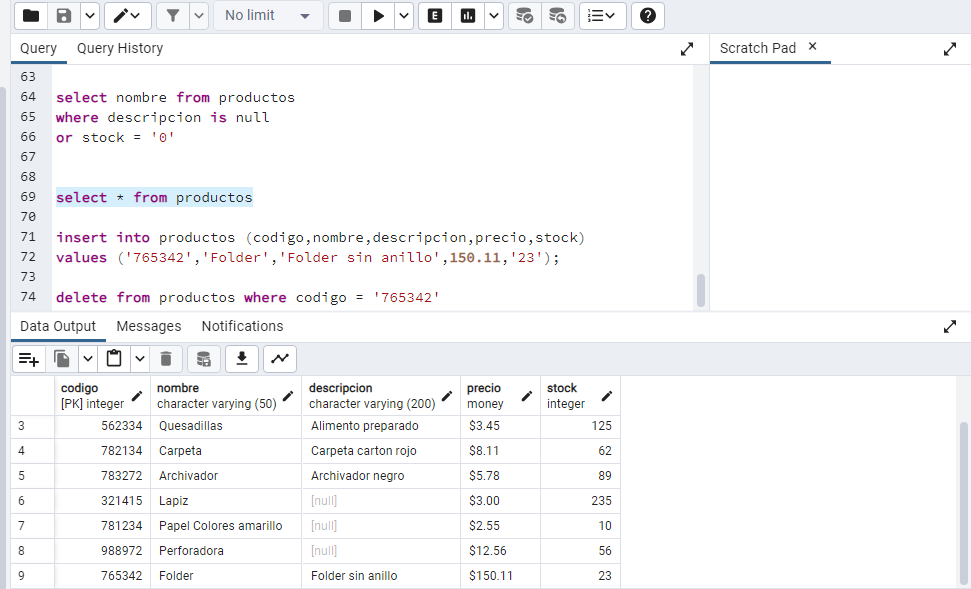 No limit
E
Query Query History
Scratch Pad ×
63
64 select nombre from productos
65 where descripcion is null
66 or stock = '0'
67
68
69 select * from productos
70
71 insert into productos (codigo,nombre,descripcion,precio,stock)
72 values ('765342','Folder','Folder sin anillo',150.11,'23');
73
74 delete from productos where codigo = '765342'
Data Output Messages Notifications
codigo nombre descripcion precio stock
[PK] integer character varying (50) character varying (200) money integer
3 562334 Quesadillas Alimento preparado $3.45 125
4 782134 Carpeta Carpeta carton rojo $8.11 62
5 783272 Archivador Archivador negro $5.78 89
6 321415 Lapiz [null] $3.00 235
7 781234 Papel Colores amarillo [null] $2.55 10
8 988972 Perforadora [null] $12.56 56
9 765342 Folder Folder sin anillo $150.11 23